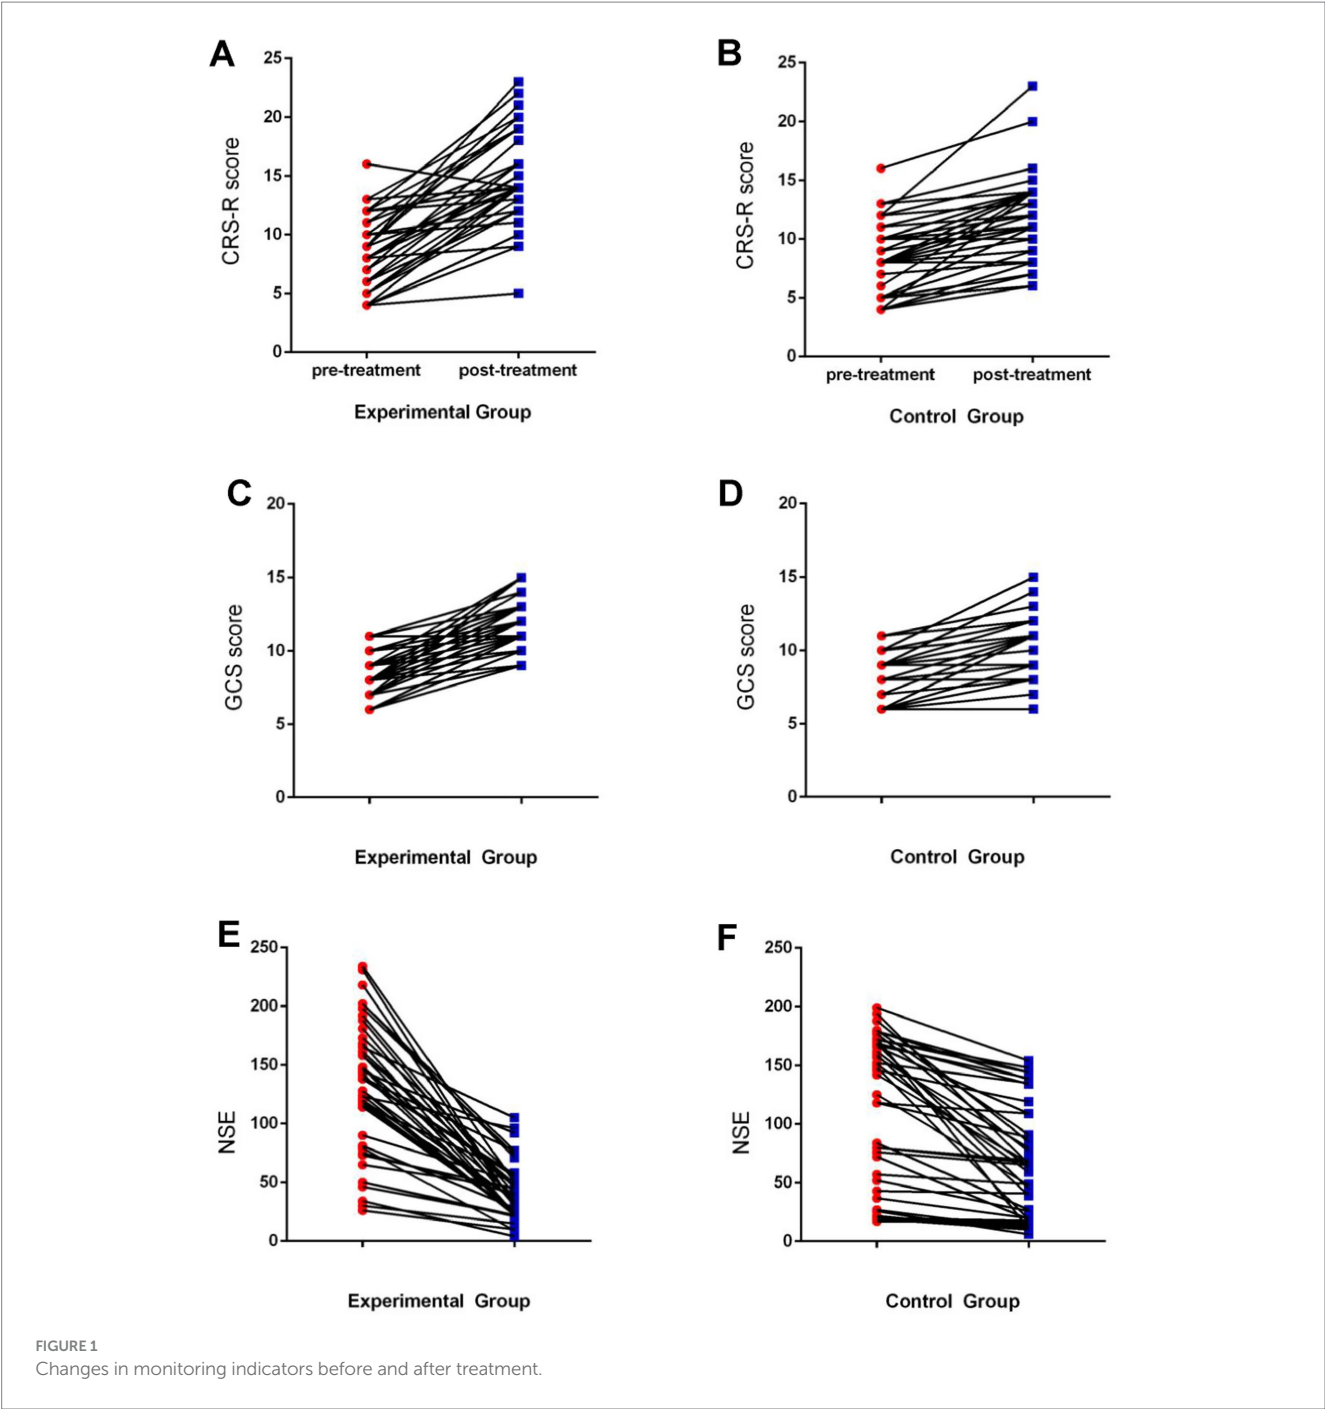 A
25
20
15
10
5
0
CRS-R score
pre-treatment post-treatment
Experimental Group
B
25
20
15
10
5
0
CRS-R score
pre-treatment post-treatment
Control Group
C
20
15
10
5
0
GCS score
Experimental Group
D
20
15
10
5
0
GCS score
Control Group
E
250
200
150
100
50
0
NSE
Experimental Group
F
250
200
150
100
50
0
NSE
Control Group
FIGURE 1
Changes in monitoring indicators before and after treatment.